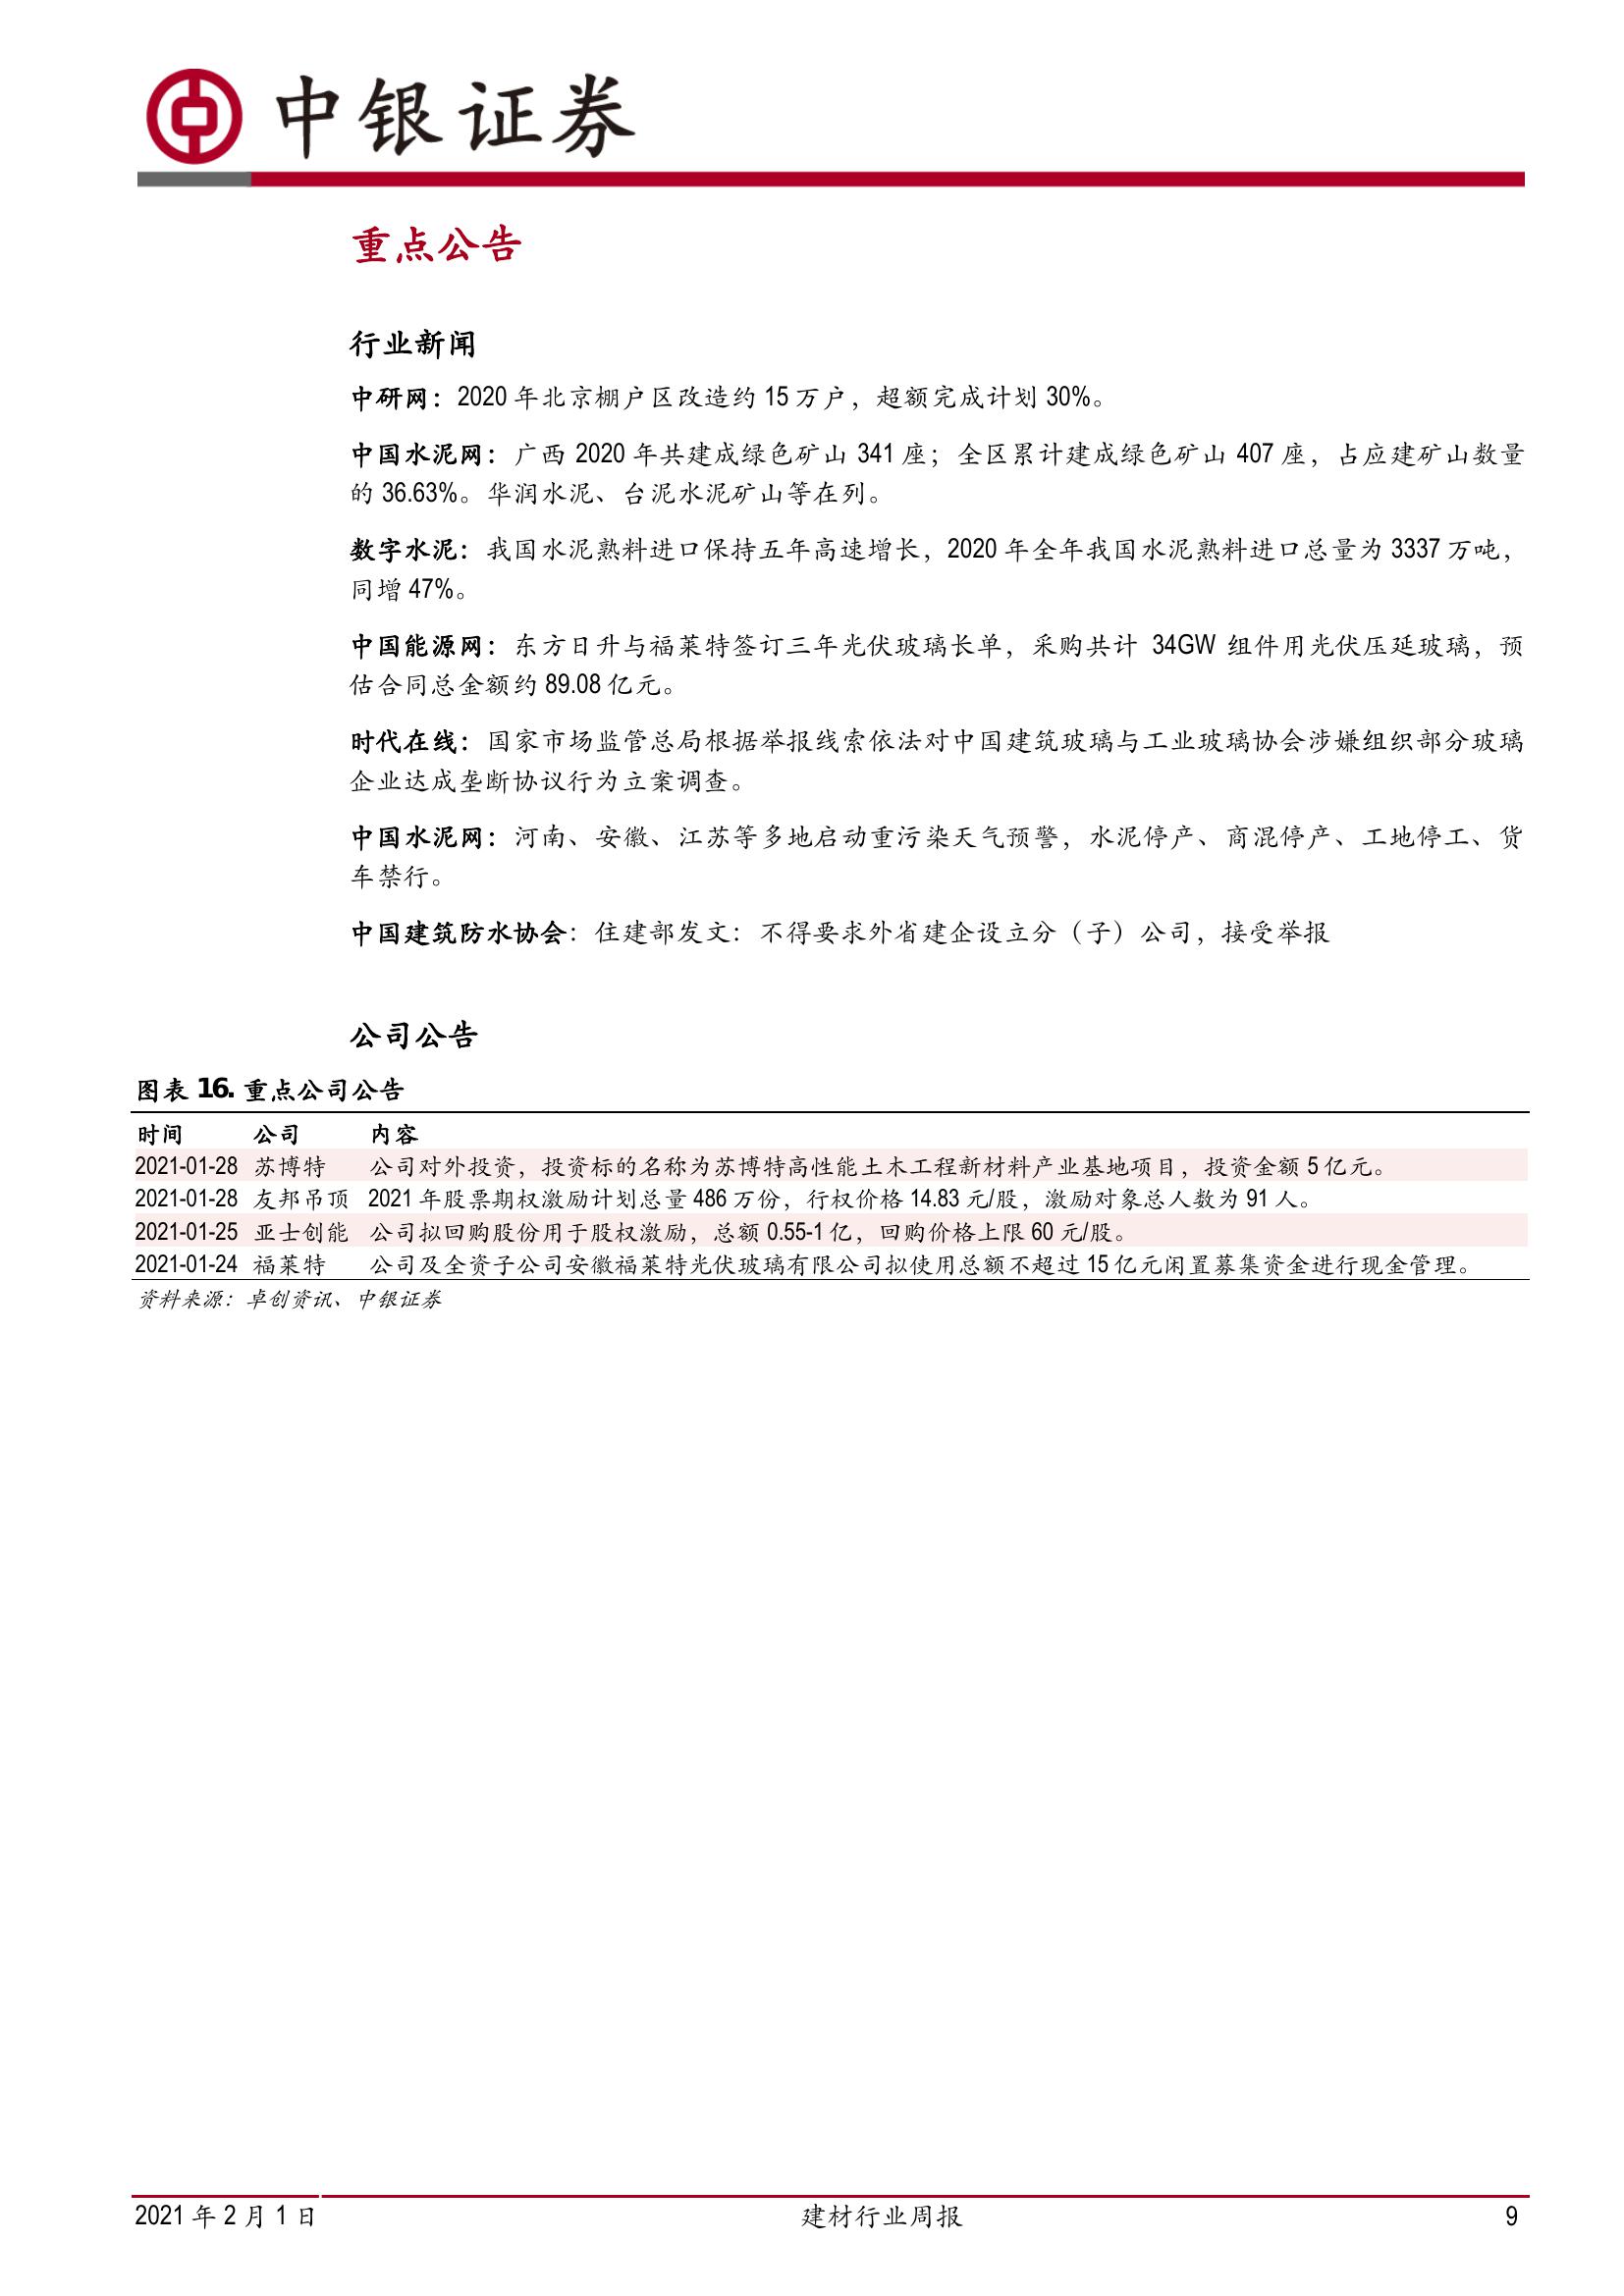 中银证券
重点公告
行业新闻
中研网：2020 年北京棚户区改造约 15 万户，超额完成计划 30%。
中国水泥网：广西 2020 年共建成绿色矿山 341 座；全区累计建成绿色矿山 407 座，占应建矿山数量
的 36.63%。华润水泥、台泥水泥矿山等在列。
数字水泥：我国水泥熟料进口保持五年高速增长，2020 年全年我国水泥熟料进口总量为 3337 万吨，
同增 47%。
中国能源网：东方日升与福莱特签订三年光伏玻璃长单，采购共计 34GW 组件用光伏压延玻璃，预
估合同总金额约 89.08 亿元。
时代在线：国家市场监管总局根据举报线索依法对中国建筑玻璃与工业玻璃协会涉嫌组织部分玻璃
企业达成垄断协议行为立案调查。
中国水泥网：河南、安徽、江苏等多地启动重污染天气预警，水泥停产、商混停产、工地停工、货
车禁行。
中国建筑防水协会：住建部发文：不得要求外省建企设立分（子）公司，接受举报
公司公告
图表 16. 重点公司公告
时间 公司 内容
2021-01-28 苏博特 公司对外投资，投资标的名称为苏博特高性能土木工程新材料产业基地项目，投资金额 5 亿元。
2021-01-28 友邦吊顶 2021 年股票期权激励计划总量 486 万份，行权价格 14.83 元/股，激励对象总人数为 91 人。
2021-01-25 亚士创能 公司拟回购股份用于股权激励，总额 0.55-1 亿，回购价格上限 60 元/股。
2021-01-24 福莱特 公司及全资子公司安徽福莱特光伏玻璃有限公司拟使用总额不超过 15 亿元闲置募集资金进行现金管理。
资料来源：卓创资讯、中银证券
2021 年 2 月 1 日 建材行业周报 9